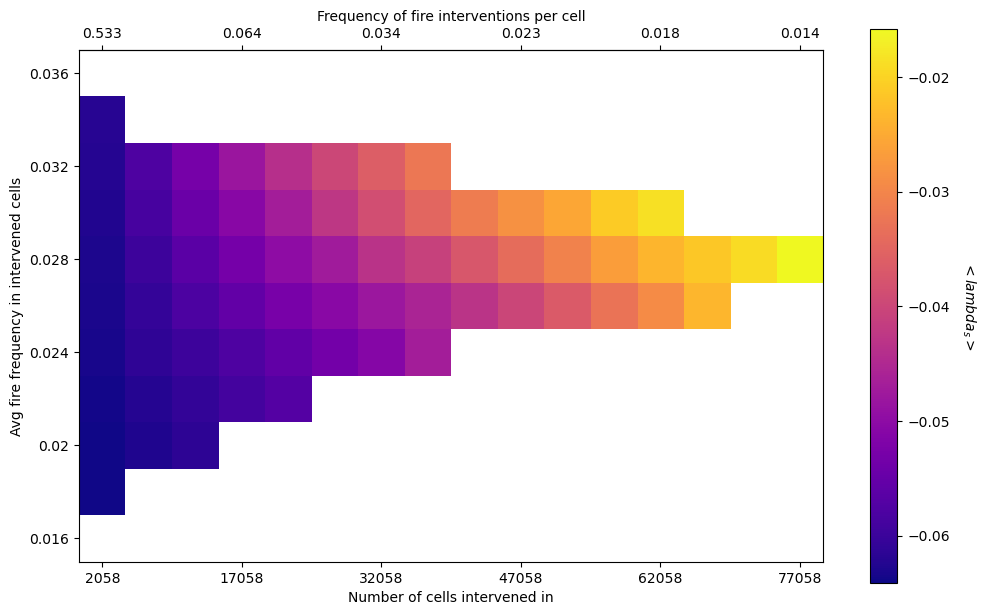 Frequency of fire interventions per cell
0.533 0.064 0.034 0.023 0.018 0.014
0.036
0.032
0.028
0.024
0.02
0.016
Avg fire frequency in intervened cells
2058 17058 32058 47058 62058 77058
Number of cells intervened in
−0.02
−0.03
−0.04
−0.05
−0.06
< lambda_s >